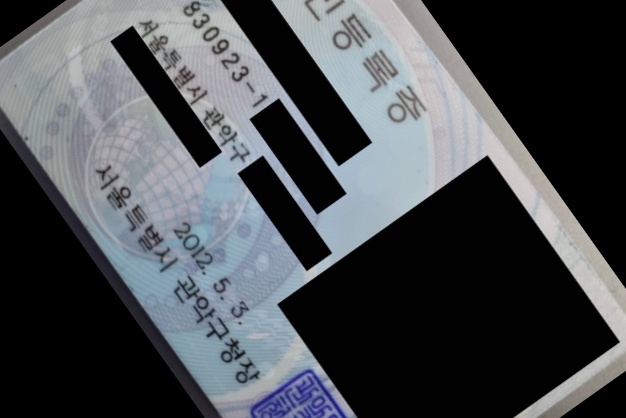 민등록증
830923-1
서울특별시 관악구
2012. 5. 3.
서울특별시 관악구청장